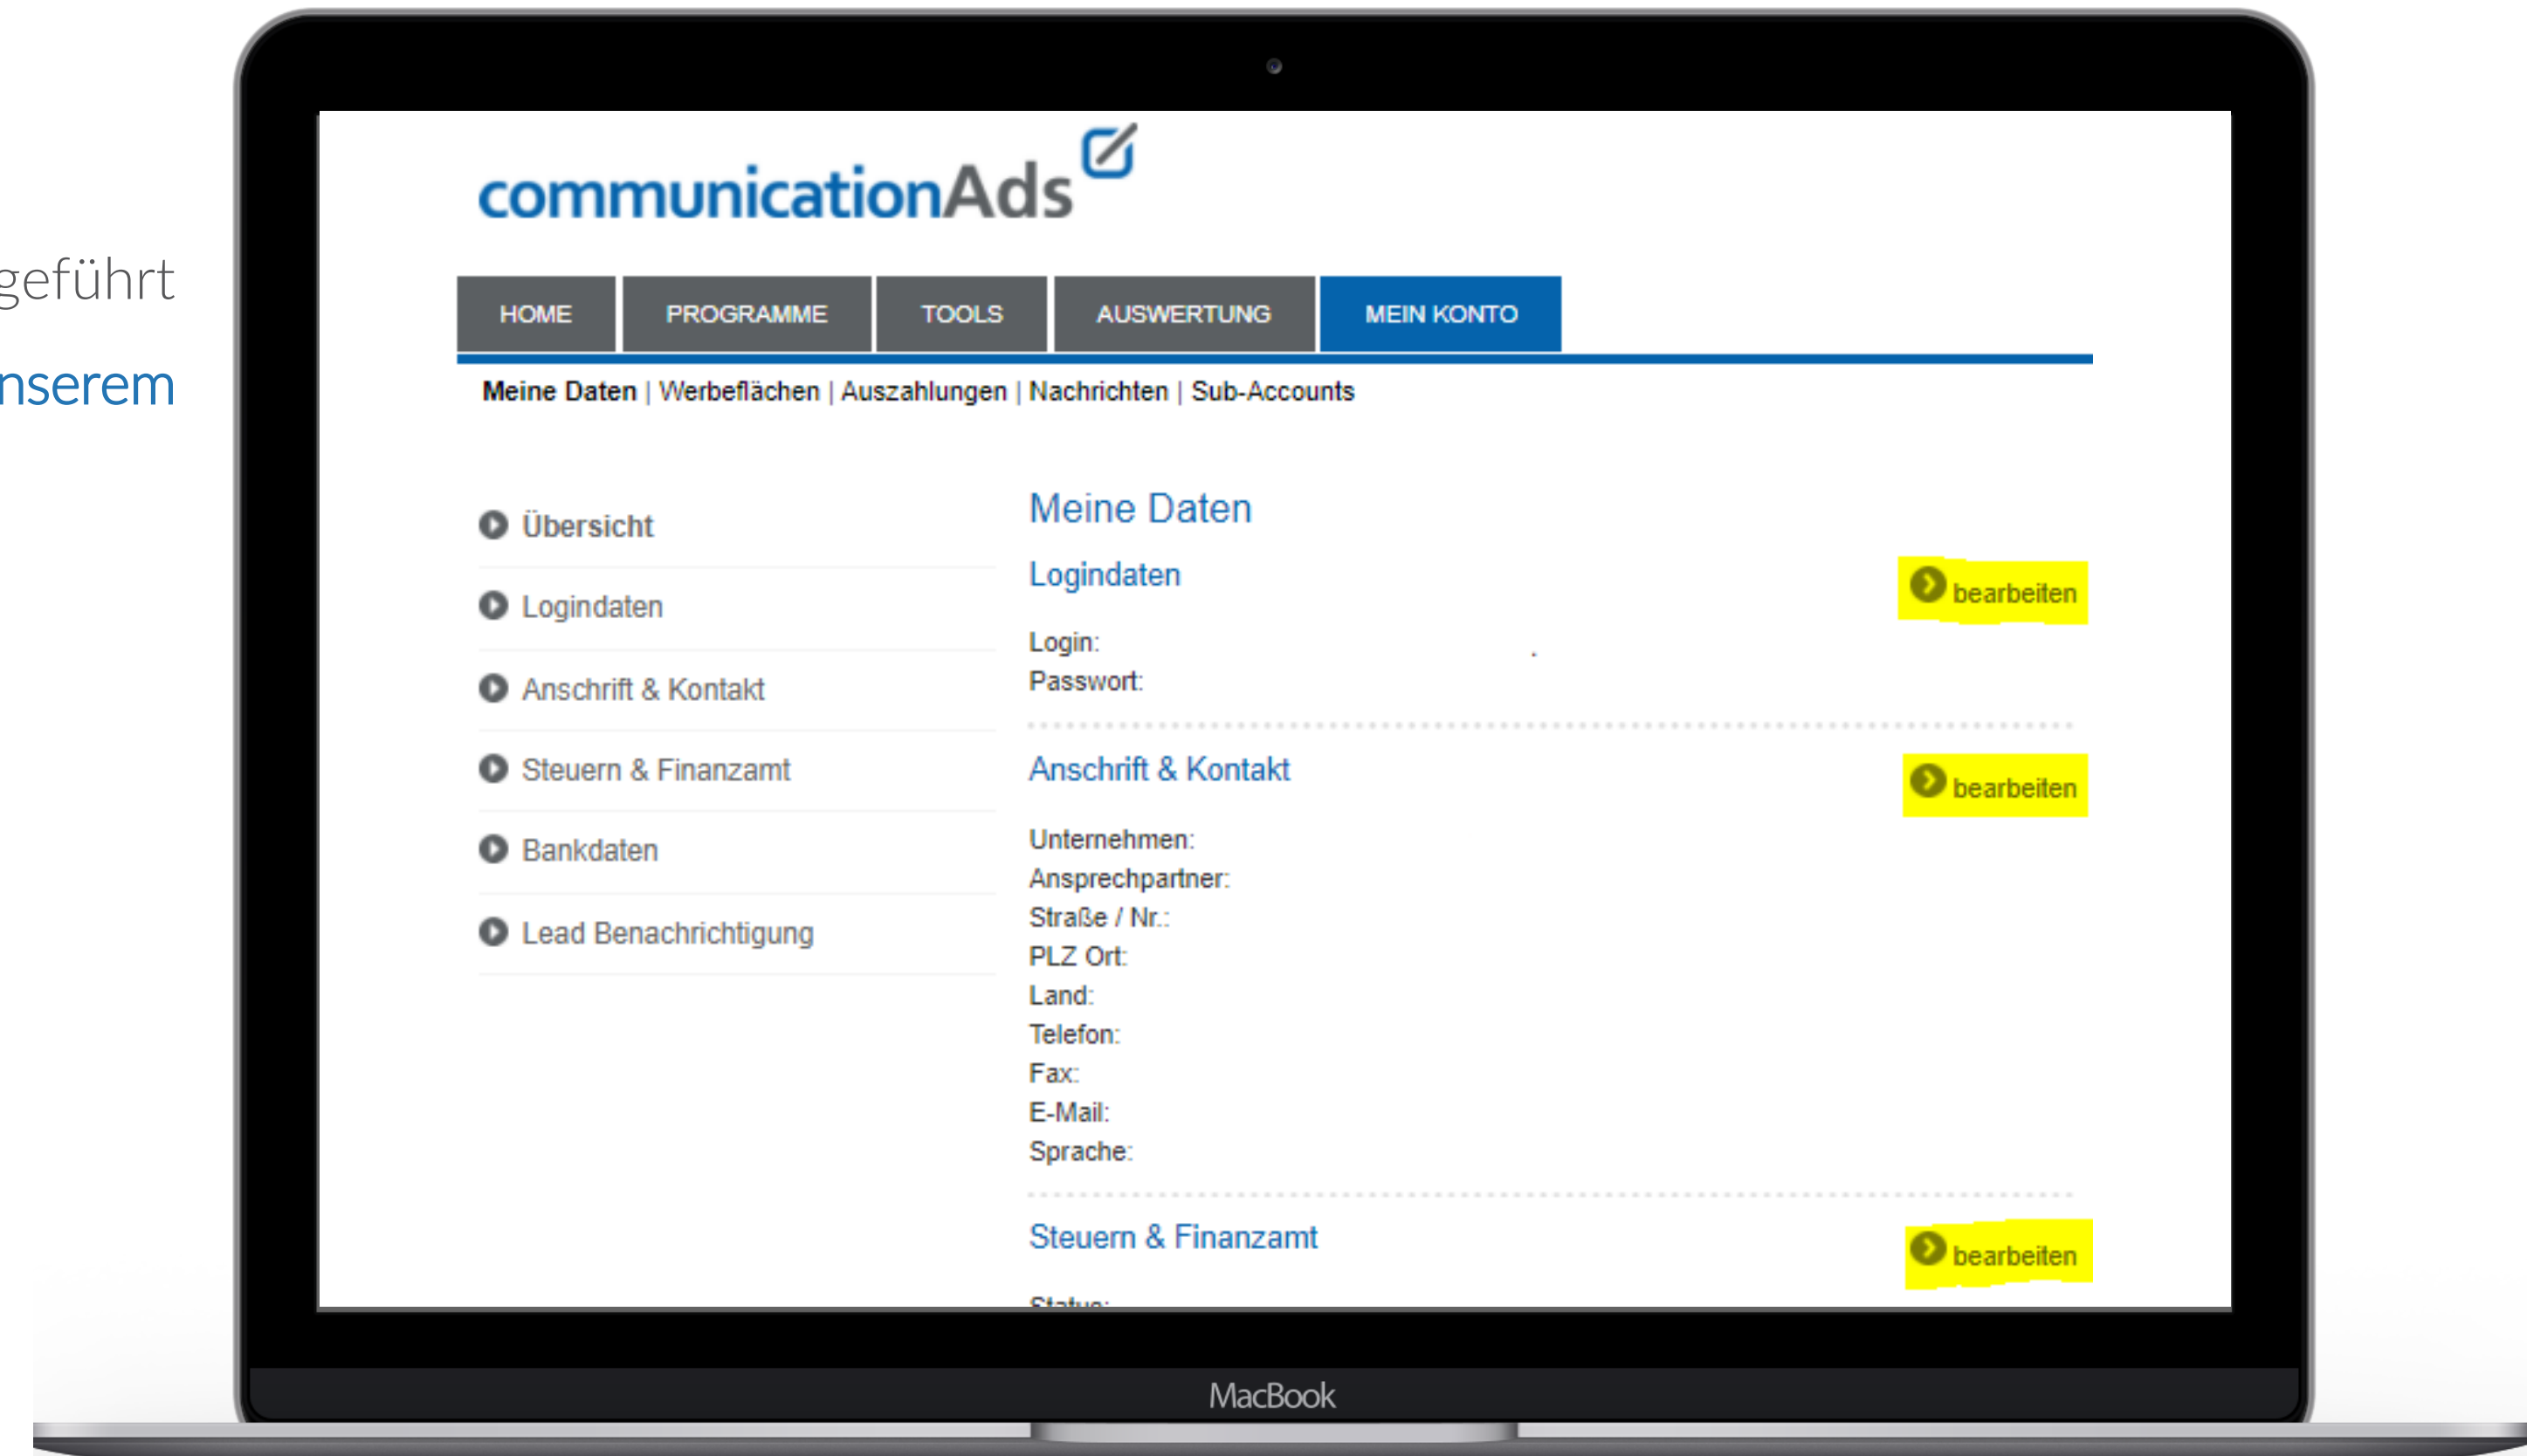 geführt
nserem
communicationAds
HOME PROGRAMME TOOLS AUSWERTUNG MEIN KONTO
Meine Daten | Werbeflächen | Auszahlungen | Nachrichten | Sub-Accounts
Übersicht
Logindaten
Anschrift & Kontakt
Steuern & Finanzamt
Bankdaten
Lead Benachrichtigung
Meine Daten
Logindaten bearbeiten
Login:
Passwort:
Anschrift & Kontakt bearbeiten
Unternehmen:
Ansprechpartner:
Straße / Nr.:
PLZ Ort:
Land:
Telefon:
Fax:
E-Mail:
Sprache:
Steuern & Finanzamt bearbeiten
Status:
MacBook